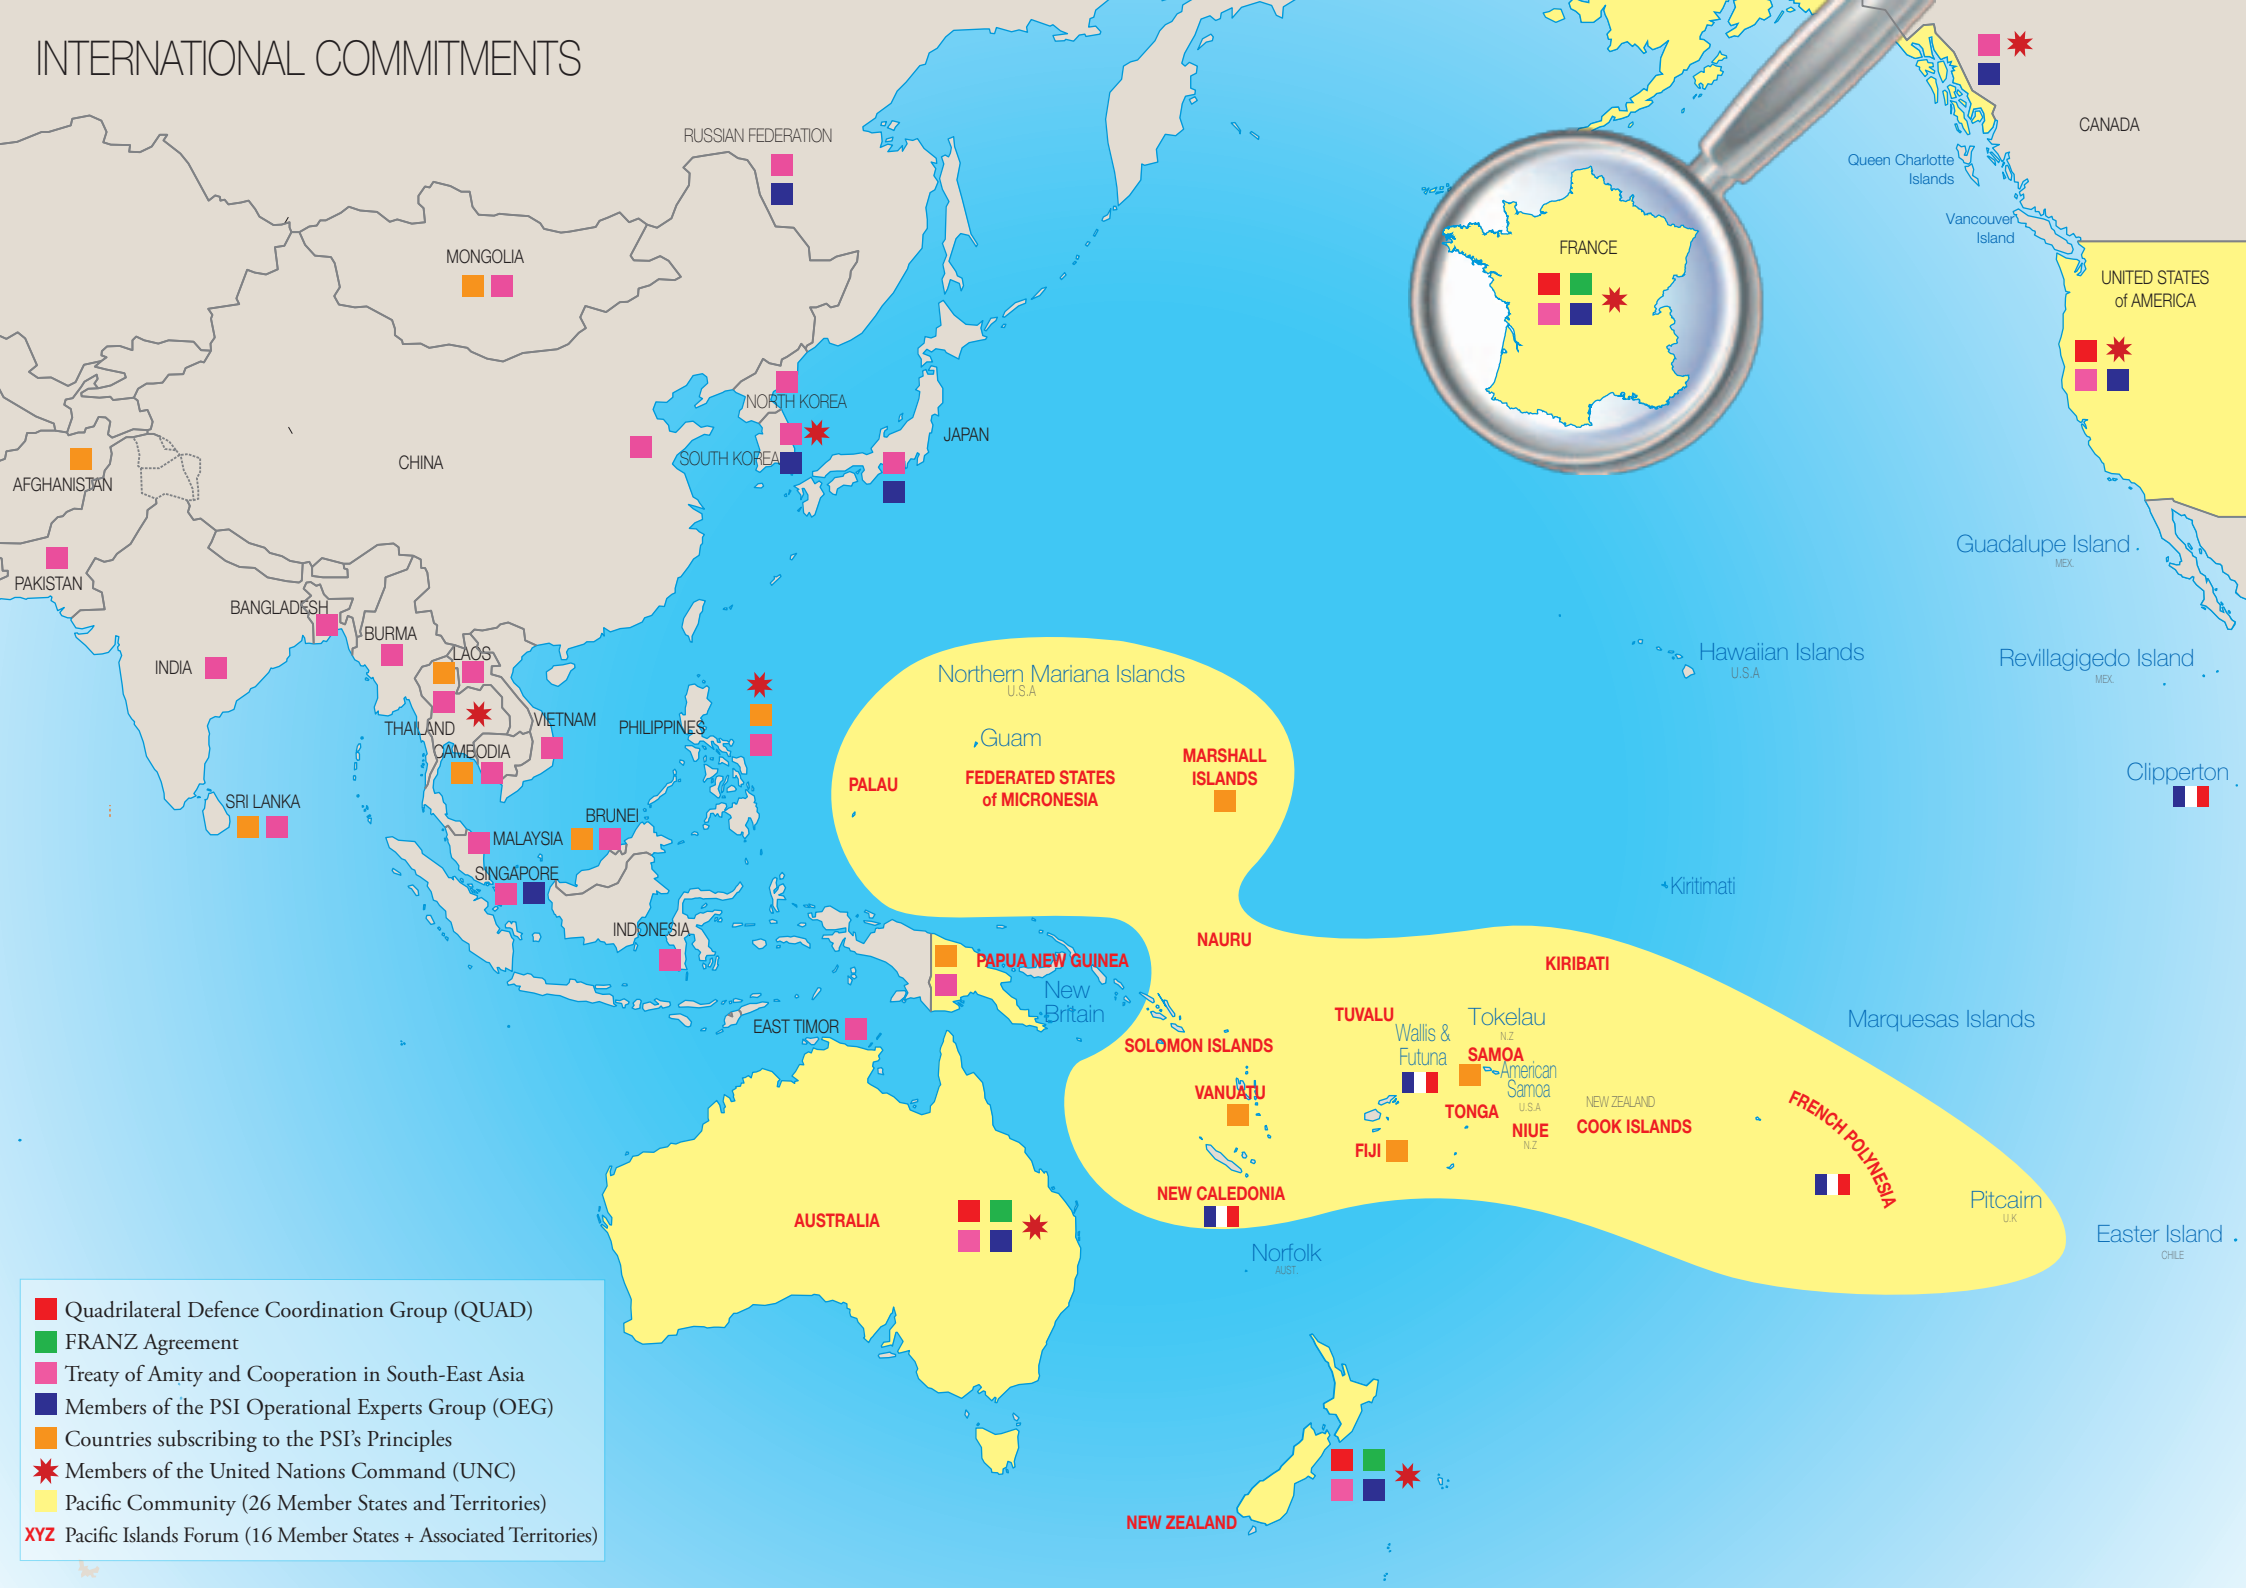 INTERNATIONAL COMMITMENTS
RUSSIAN FEDERATION
CANADA
Queen Charlotte
Islands
Vancouver
Island
MONGOLIA
FRANCE
UNITED STATES
of AMERICA
NORTH KOREA
JAPAN
SOUTH KOREA
CHINA
AFGHANISTAN
PAKISTAN
Guadalupe Island
MEX.
BANGLADESH
BURMA
INDIA
LAOS
Hawaiian Islands
U.S.A
Revillagigedo Island
MEX.
Northern Mariana Islands
U.S.A
THAILAND
VIETNAM
PHILIPPINES
CAMBODIA
Guam
MARSHALL
ISLANDS
PALAU
FEDERATED STATES
of MICRONESIA
Clipperton
SRI LANKA
BRUNEI
MALAYSIA
SINGAPORE
Kiritimati
INDONESIA
NAURU
PAPUA NEW GUINEA
KIRIBATI
New
Britain
EAST TIMOR
TUVALU
Tokelau
N.Z
Wallis &
Futuna
Marquesas Islands
SOLOMON ISLANDS
SAMOA
American
Samoa
U.S.A
VANUATU
TONGA
NEW ZEALAND
COOK ISLANDS
NIUE
N.Z
FIJI
FRENCH POLYNESIA
NEW CALEDONIA
Pitcairn
U.K
AUSTRALIA
Norfolk
AUST.
Easter Island
CHILE
NEW ZEALAND
Quadrilateral Defence Coordination Group (QUAD)
FRANZ Agreement
Treaty of Amity and Cooperation in South-East Asia
Members of the PSI Operational Experts Group (OEG)
Countries subscribing to the PSI's Principles
Members of the United Nations Command (UNC)
Pacific Community (26 Member States and Territories)
XYZ Pacific Islands Forum (16 Member States + Associated Territories)